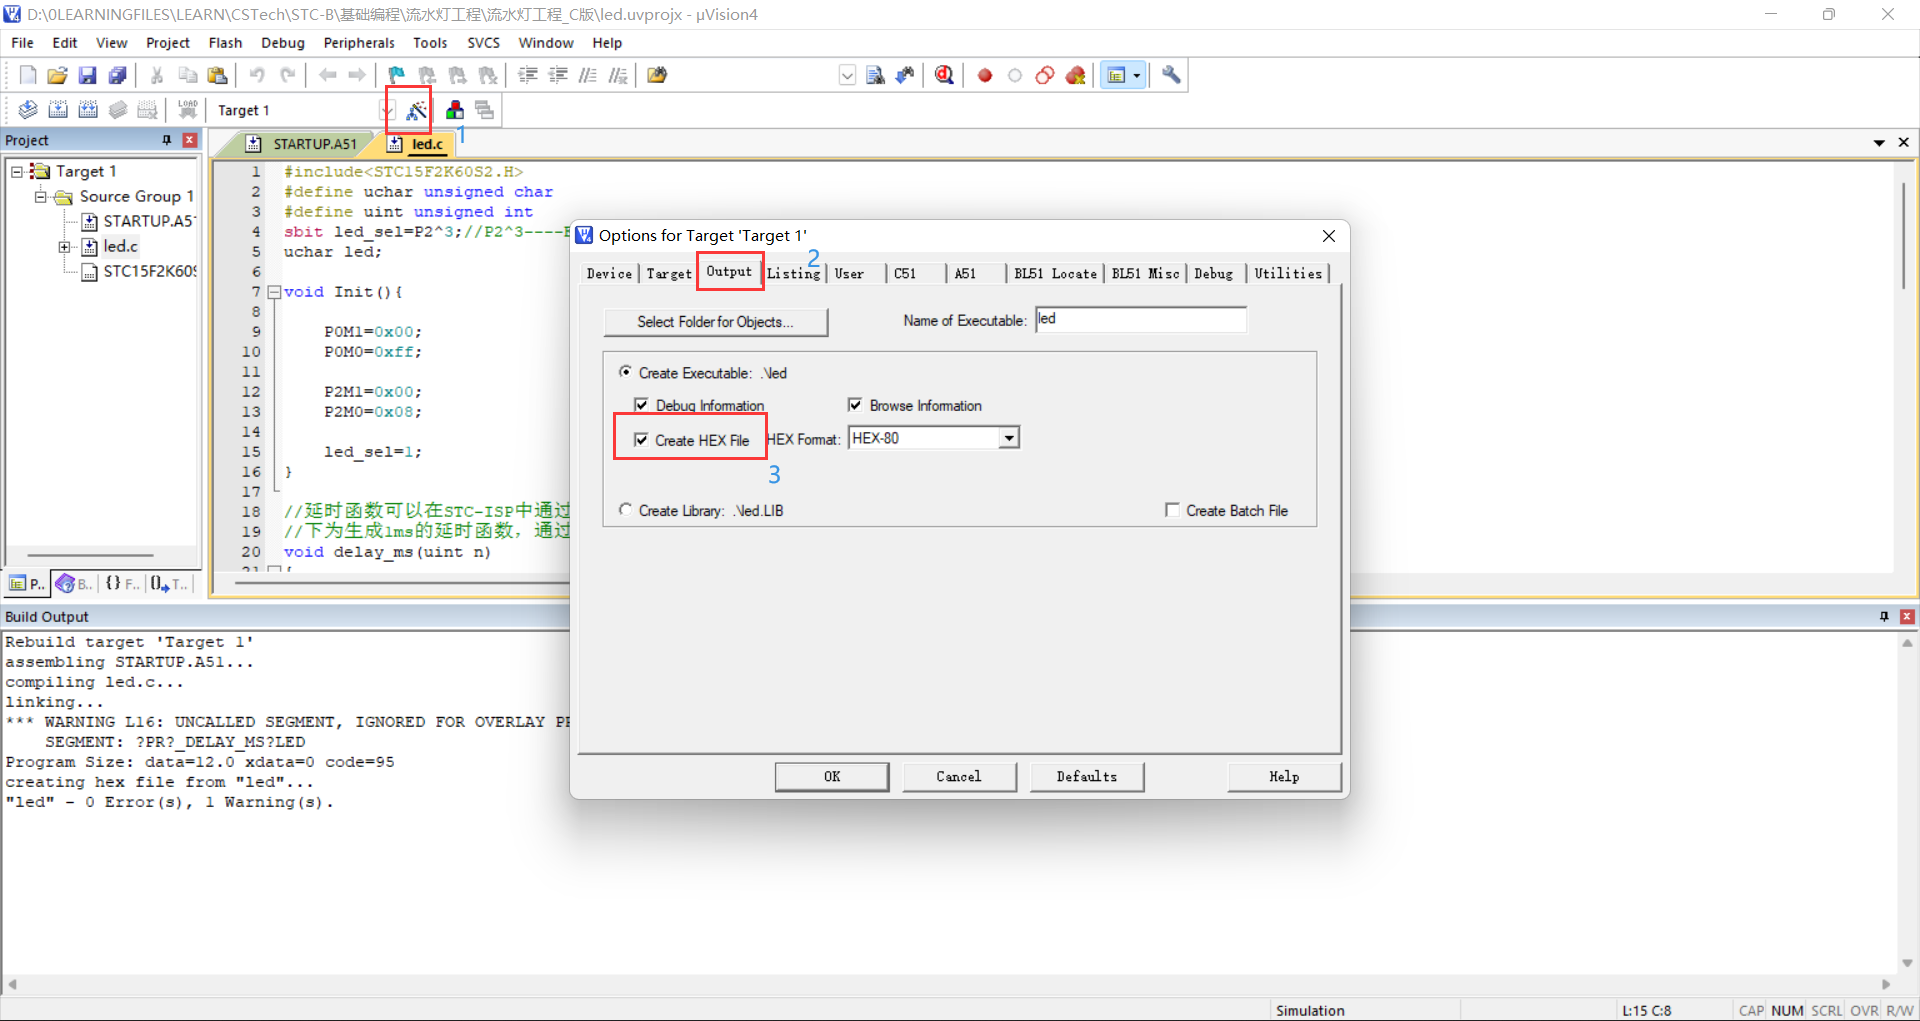 D:\0LEARNINGFILES\LEARN\CSTech\STC-B\基础编程\流水灯工程\流水灯工程_C版\led.uvprojx - µVision4
File Edit View Project Flash Debug Peripherals Tools SVCS Window Help
LOAD Target 1
1
Project
STARTUP.A51 led.c
Target 1
Source Group 1
STARTUP.A51
led.c
STC15F2K60S
P.. B.. {} F.. T..
1 #include<STC15F2K60S2.H>
2 #define uchar unsigned char
3 #define uint unsigned int
4 sbit led_sel=P2^3;//P2^3----
5 uchar led;
6
7 void Init(){
8
9 P0M1=0x00;
10 P0M0=0xff;
11
12 P2M1=0x00;
13 P2M0=0x08;
14
15 led_sel=1;
16 }
17
18 //延时函数可以在STC-ISP中通过
19 //下为生成1ms的延时函数，通过
20 void delay_ms(uint n)
21 {
Options for Target 'Target 1'
2
Device Target Output Listing User C51 A51 BL51 Locate BL51 Misc Debug Utilities
Select Folder for Objects... Name of Executable: led
Create Executable: .\led
Debug Information Browse Information
Create HEX File HEX Format: HEX-80
3
Create Library: .\led.LIB Create Batch File
OK Cancel Defaults Help
Build Output
Rebuild target 'Target 1'
assembling STARTUP.A51...
compiling led.c...
linking...
*** WARNING L16: UNCALLED SEGMENT, IGNORED FOR OVERLAY PR
SEGMENT: ?PR?_DELAY_MS?LED
Program Size: data=12.0 xdata=0 code=95
creating hex file from "led"...
"led" - 0 Error(s), 1 Warning(s).
Simulation L:15 C:8 CAP NUM SCRL OVR R/W